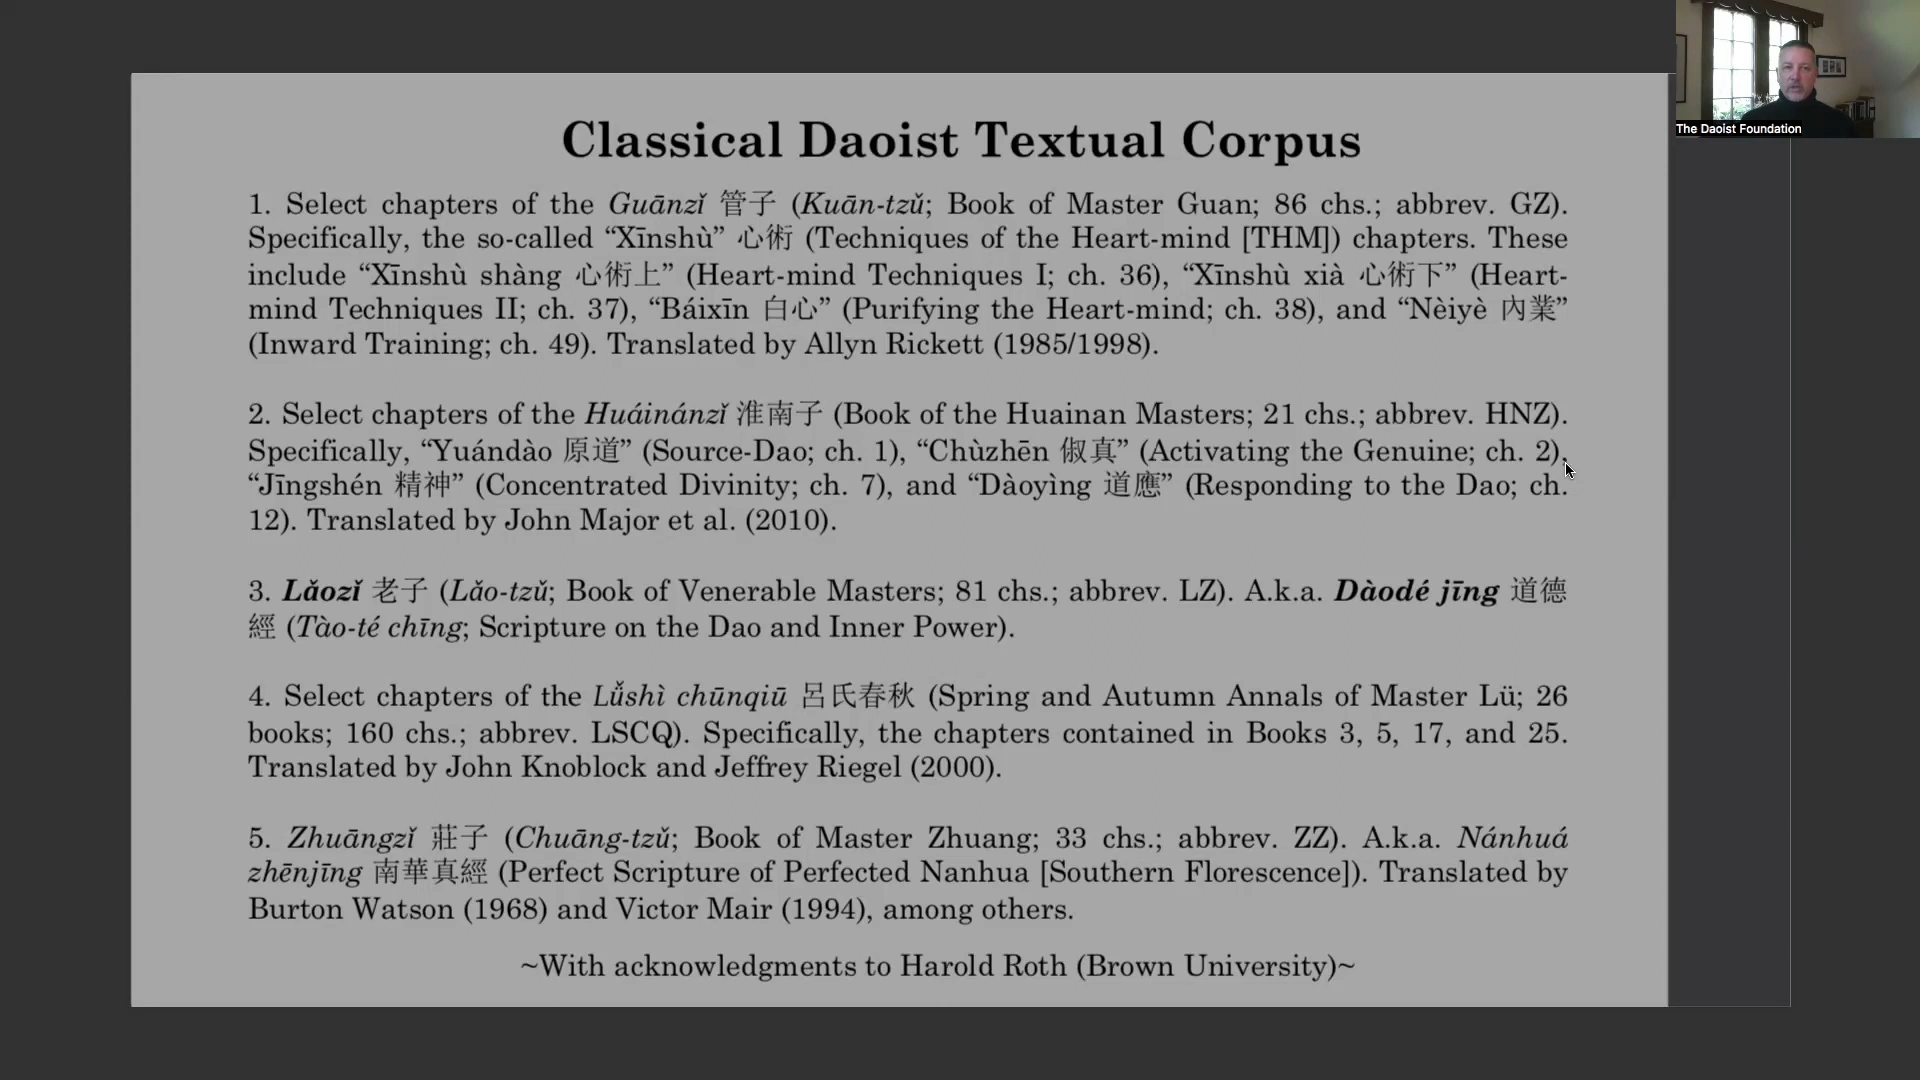 The Daoist Foundation
Classical Daoist Textual Corpus
1. Select chapters of the Guānzǐ 管子 (Kuān-tzǔ; Book of Master Guan; 86 chs.; abbrev. GZ).
Specifically, the so-called “Xīnshù” 心術 (Techniques of the Heart-mind [THM]) chapters. These
include “Xīnshù shàng 心術上” (Heart-mind Techniques I; ch. 36), “Xīnshù xià 心術下” (Heart-
mind Techniques II; ch. 37), “Báixīn 白心” (Purifying the Heart-mind; ch. 38), and “Nèiyè 內業”
(Inward Training; ch. 49). Translated by Allyn Rickett (1985/1998).
2. Select chapters of the Huáinánzǐ 淮南子 (Book of the Huainan Masters; 21 chs.; abbrev. HNZ).
Specifically, “Yuándào 原道” (Source-Dao; ch. 1), “Chùzhēn 俶真” (Activating the Genuine; ch. 2),
“Jīngshén 精神” (Concentrated Divinity; ch. 7), and “Dàoyìng 道應” (Responding to the Dao; ch.
12). Translated by John Major et al. (2010).
3. Lǎozǐ 老子 (Lǎo-tzǔ; Book of Venerable Masters; 81 chs.; abbrev. LZ). A.k.a. Dàodé jīng 道德
經 (Tào-té chīng; Scripture on the Dao and Inner Power).
4. Select chapters of the Lǚshì chūnqiū 呂氏春秋 (Spring and Autumn Annals of Master Lü; 26
books; 160 chs.; abbrev. LSCQ). Specifically, the chapters contained in Books 3, 5, 17, and 25.
Translated by John Knoblock and Jeffrey Riegel (2000).
5. Zhuāngzǐ 莊子 (Chuāng-tzǔ; Book of Master Zhuang; 33 chs.; abbrev. ZZ). A.k.a. Nánhuá
zhēnjīng 南華真經 (Perfect Scripture of Perfected Nanhua [Southern Florescence]). Translated by
Burton Watson (1968) and Victor Mair (1994), among others.
~With acknowledgments to Harold Roth (Brown University)~